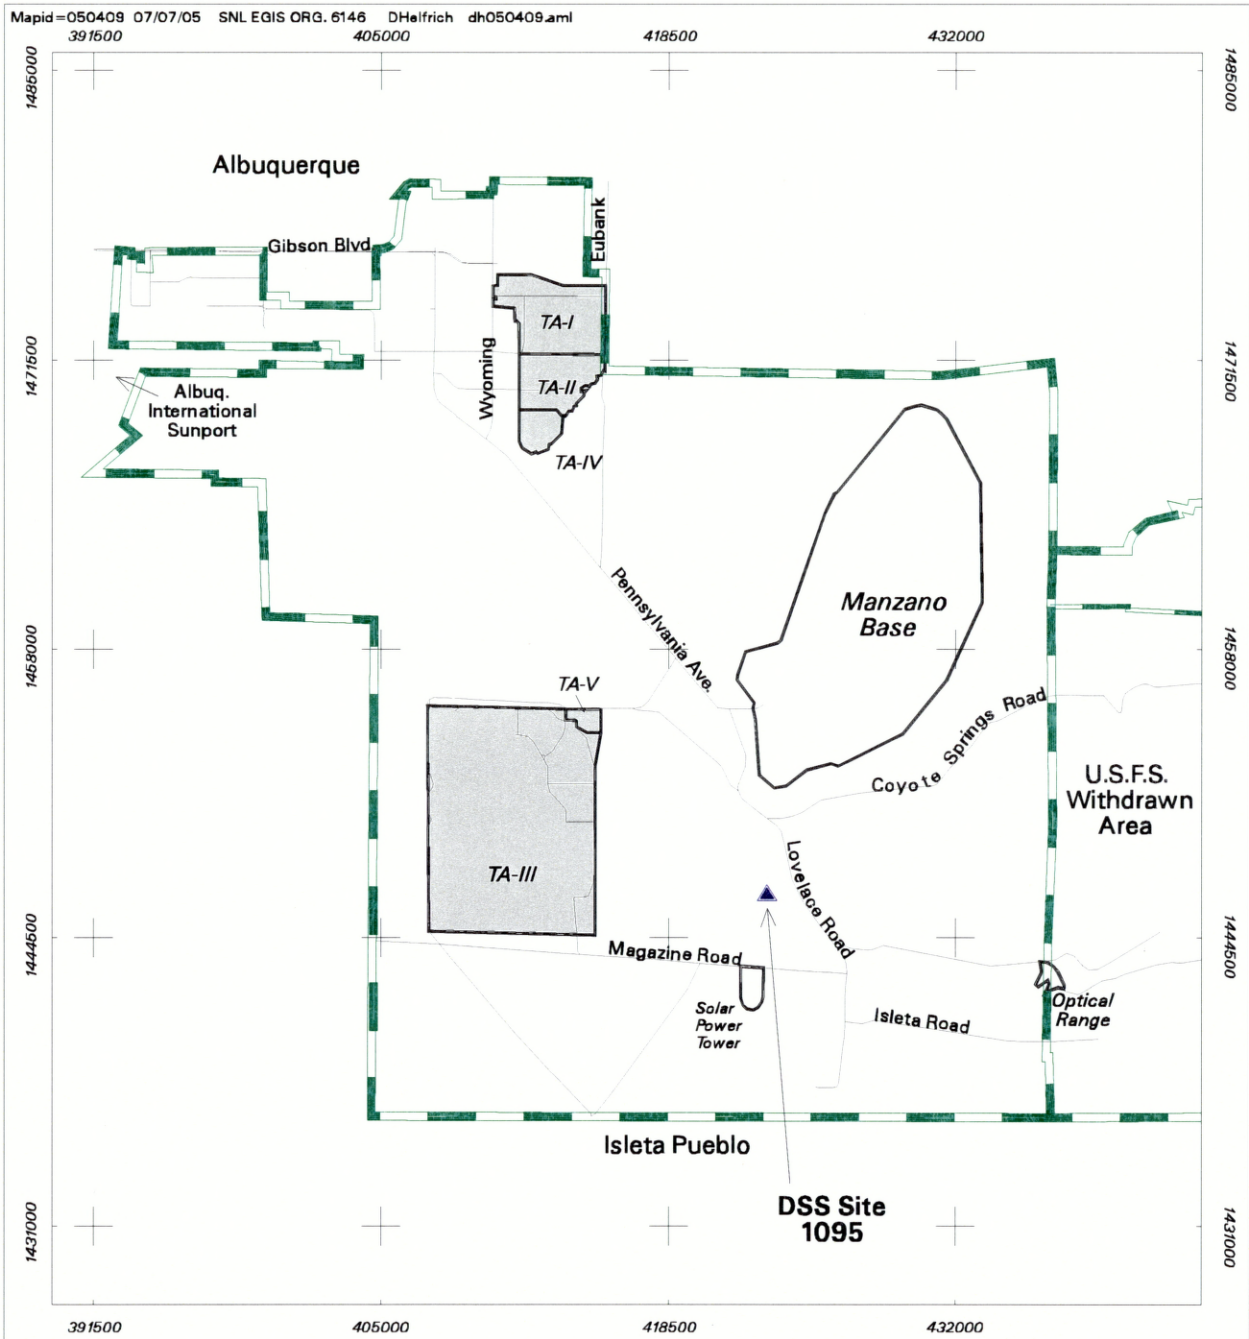 Mapid=050409 07/07/05 SNL EGIS ORG. 6146 DHelfrich dh050409.aml
391500 405000 418500 432000
1485000 1485000
Albuquerque
Eubank
Gibson Blvd
TA-I
Wyoming
1471500 1471500
TA-II
Albuq.
International
Sunport
TA-IV
Pennsylvania Ave.
Manzano
Base
1458000 1458000
TA-V
Coyote Springs Road
U.S.F.S.
Withdrawn
Area
TA-III
Lovelace Road
1444500 1444500
Magazine Road
Solar
Power
Tower
Isleta Road
Optical
Range
Isleta Pueblo
DSS Site
1095
1431000 1431000
391500 405000 418500 432000